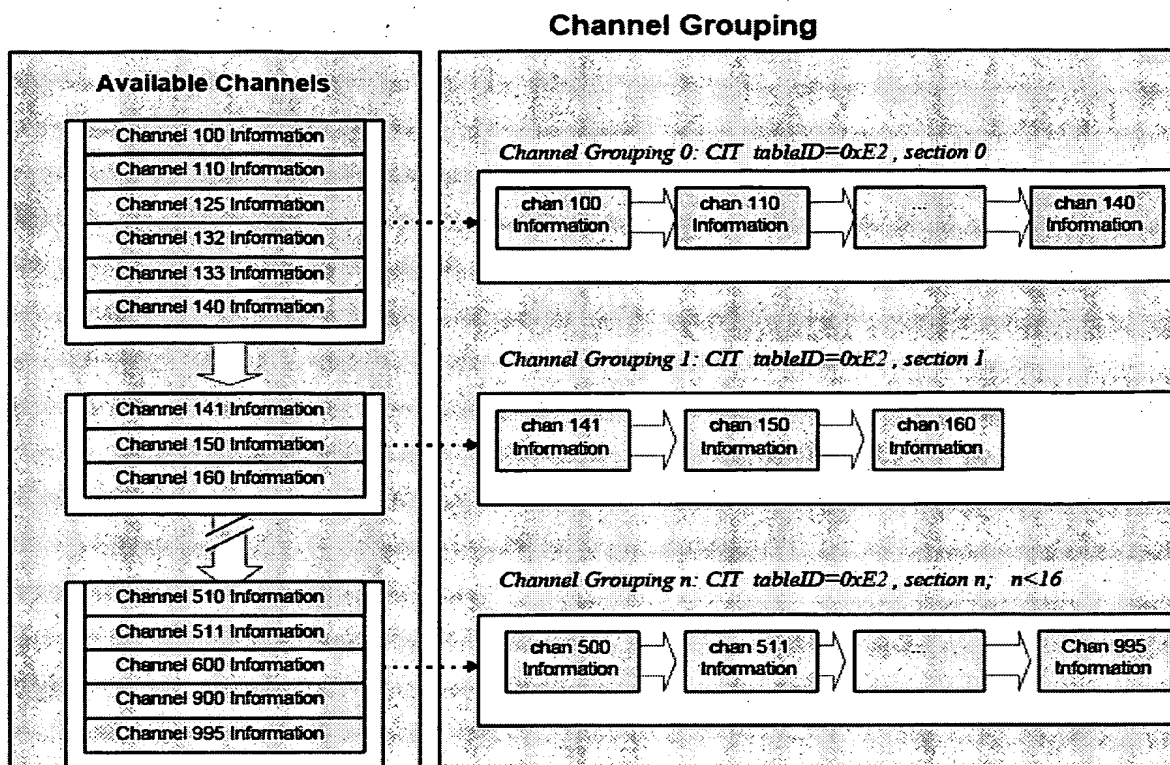 Channel Grouping
Available Channels
Channel 100 Information
Channel 110 Information
Channel 125 Information
Channel 132 Information
Channel 133 Information
Channel 140 Information
Channel 141 Information
Channel 150 Information
Channel 160 Information
Channel 510 Information
Channel 511 Information
Channel 600 Information
Channel 900 Information
Channel 995 Information
Channel Grouping 0: CIT tableID=0xE2 , section 0
chan 100
Information
chan 110
Information
...
chan 140
Information
Channel Grouping 1: CIT tableID=0xE2 , section 1
chan 141
Information
chan 150
Information
chan 160
Information
Channel Grouping n: CIT tableID=0xE2 , section n; n<16
chan 500
Information
chan 511
Information
...
Chan 995
Information